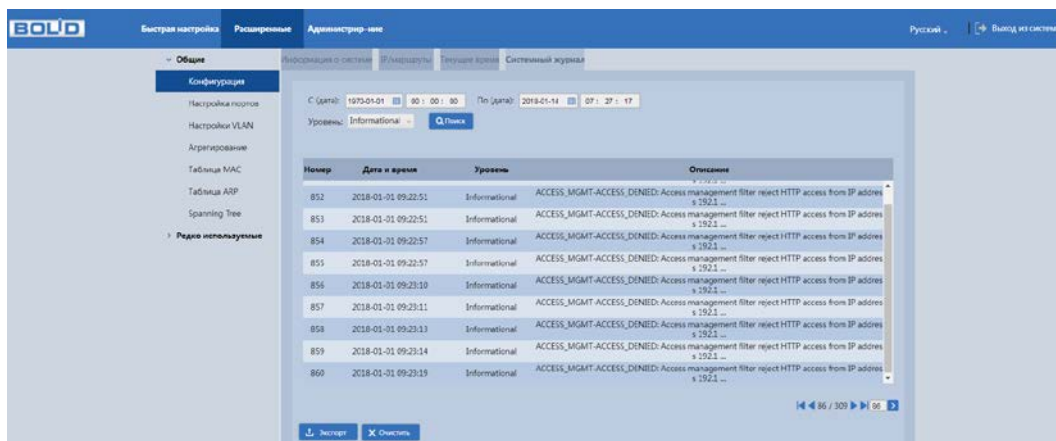 BOLID
Быстрая настройка Расширенные Администрир-ние Русский Выход из систем
Общие
Информация о системе IP/маршруты Текущее время Системный журнал
Конфигурация
Настройка портов
Настройки VLAN
Агрегирование
Таблица MAC
Таблица ARP
Spanning Tree
Редко используемые
С (дата): 1970-01-01 00 : 00 : 00 По (дата): 2018-01-14 07 : 37 : 17
Уровень: Informational Поиск
Номер Дата и время Уровень Описание
852 2018-01-01 09:22:51 Informational ACCESS_MGMT-ACCESS_DENIED: Access management filter reject HTTP access from IP addres
s 192.1 ...
853 2018-01-01 09:22:51 Informational ACCESS_MGMT-ACCESS_DENIED: Access management filter reject HTTP access from IP addres
s 192.1 ...
854 2018-01-01 09:22:57 Informational ACCESS_MGMT-ACCESS_DENIED: Access management filter reject HTTP access from IP addres
s 192.1 ...
855 2018-01-01 09:22:57 Informational ACCESS_MGMT-ACCESS_DENIED: Access management filter reject HTTP access from IP addres
s 192.1 ...
856 2018-01-01 09:23:10 Informational ACCESS_MGMT-ACCESS_DENIED: Access management filter reject HTTP access from IP addres
s 192.1 ...
857 2018-01-01 09:23:11 Informational ACCESS_MGMT-ACCESS_DENIED: Access management filter reject HTTP access from IP addres
s 192.1 ...
858 2018-01-01 09:23:13 Informational ACCESS_MGMT-ACCESS_DENIED: Access management filter reject HTTP access from IP addres
s 192.1 ...
859 2018-01-01 09:23:14 Informational ACCESS_MGMT-ACCESS_DENIED: Access management filter reject HTTP access from IP addres
s 192.1 ...
860 2018-01-01 09:23:19 Informational ACCESS_MGMT-ACCESS_DENIED: Access management filter reject HTTP access from IP addres
s 192.1 ...
86 / 309 86
Экспорт Очистить